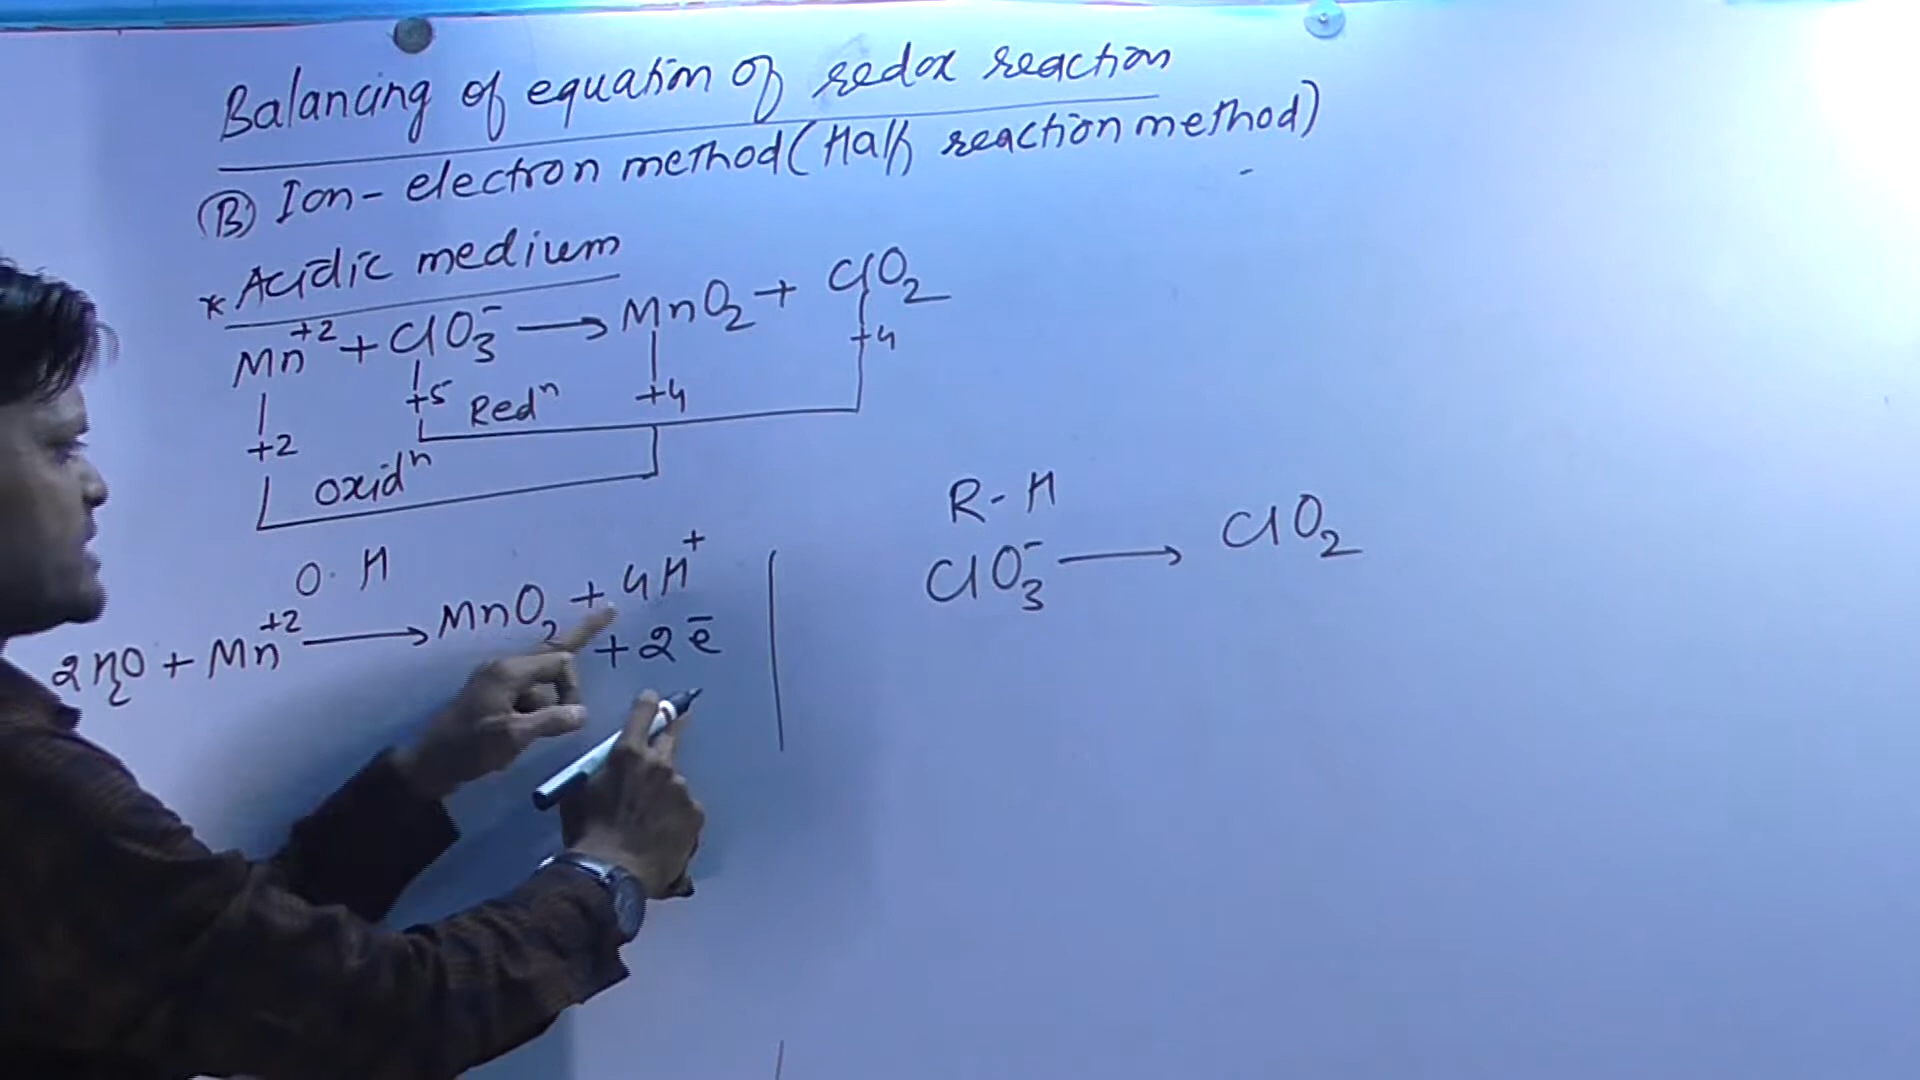 Balancing of equation of redox reaction
(B) Ion-electron method (Half reaction method)
* Acidic medium
Mn⁺² + ClO₃⁻ → MnO₂ + ClO₂
+2 +5 +4 +4
Redⁿ
Oxidⁿ
O.H
2H₂O + Mn⁺² → MnO₂ + 4H⁺
+ 2e⁻
R-H
ClO₃⁻ → ClO₂